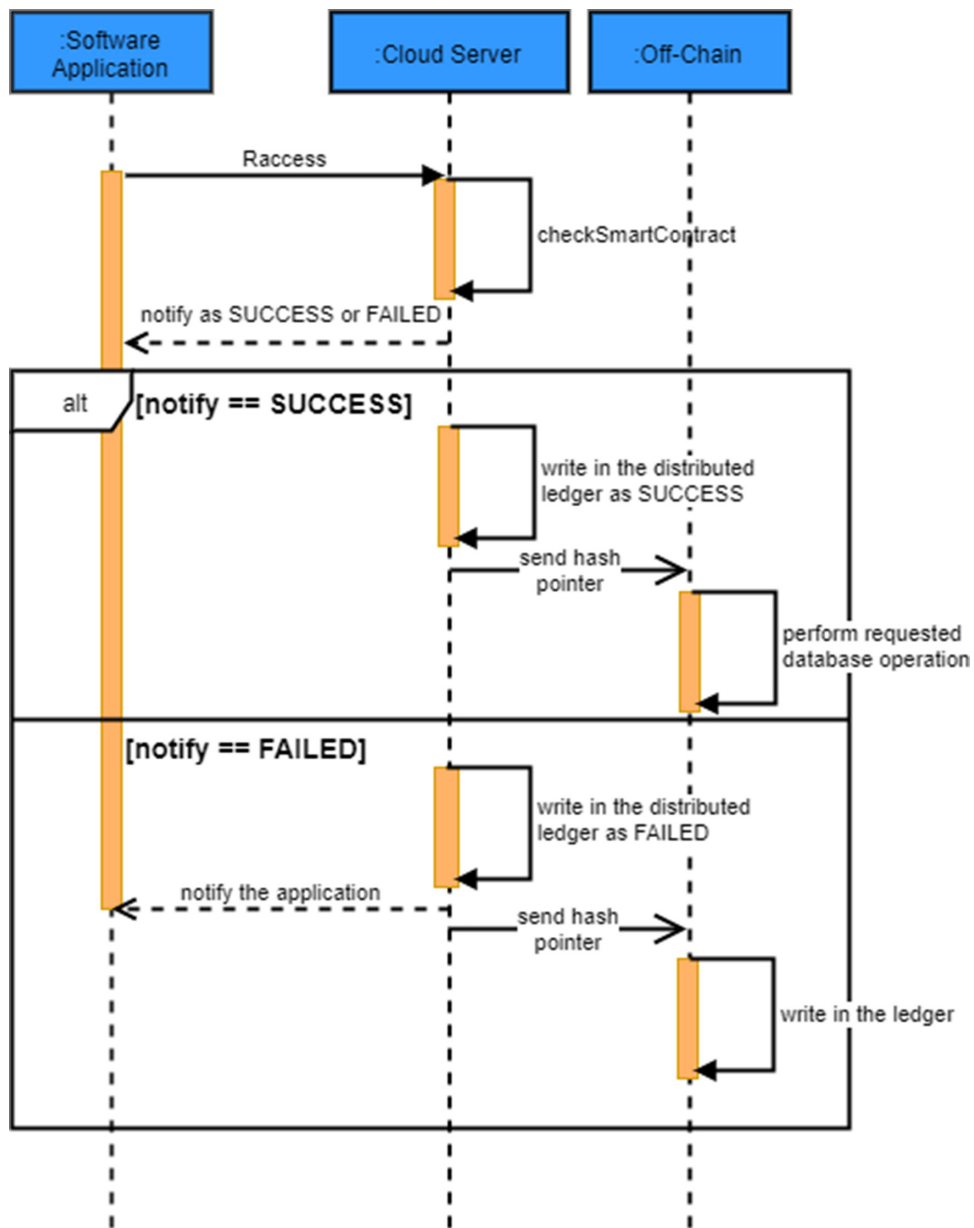 :Software
Application
:Cloud Server
:Off-Chain
Raccess
checkSmartContract
notify as SUCCESS or FAILED
alt
[notify == SUCCESS]
write in the distributed
ledger as SUCCESS
send hash
pointer
perform requested
database operation
[notify == FAILED]
write in the distributed
ledger as FAILED
notify the application
send hash
pointer
write in the ledger